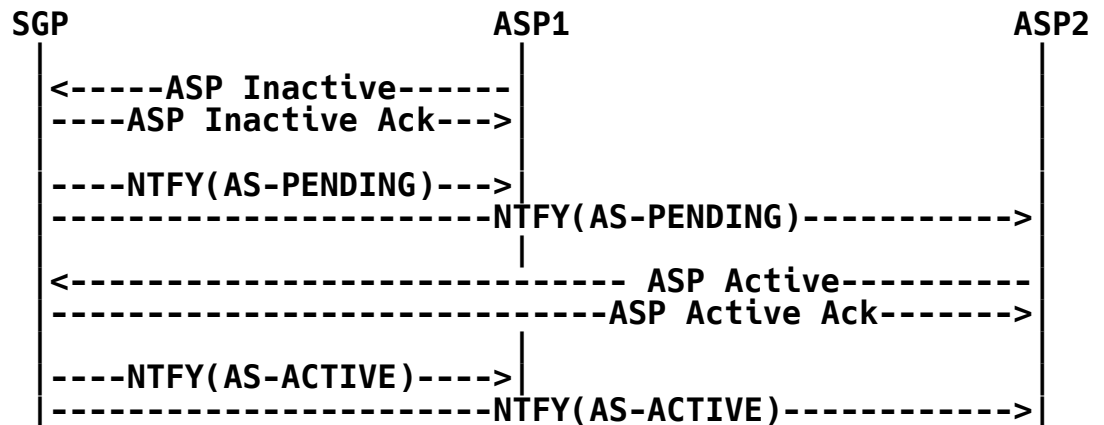 SGP ASP1 ASP2
<-----ASP Inactive------
----ASP Inactive Ack--->
----NTFY(AS-PENDING)--->
-----------------------NTFY(AS-PENDING)----------->
<----------------------------- ASP Active----------
-----------------------------ASP Active Ack------->
----NTFY(AS-ACTIVE)---->
-----------------------NTFY(AS-ACTIVE)------------>